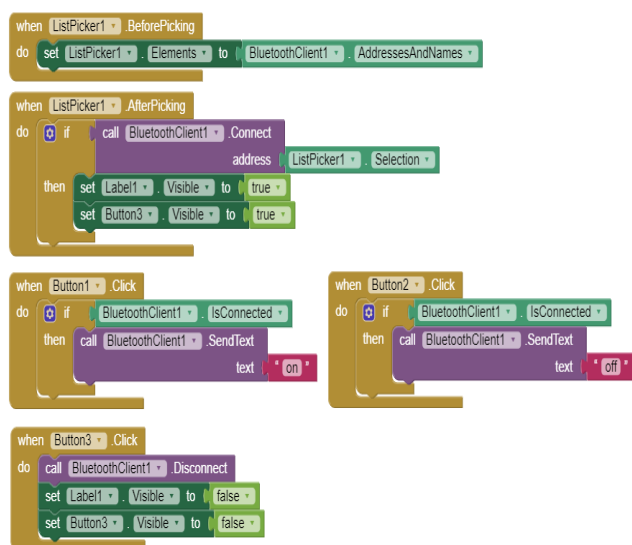 when ListPicker1 .BeforePicking
do set ListPicker1 . Elements to BluetoothClient1 . AddressesAndNames
when ListPicker1 .AfterPicking
do if call BluetoothClient1 .Connect
address ListPicker1 . Selection
then set Label1 . Visible to true
set Button3 . Visible to true
when Button1 .Click
do if BluetoothClient1 . IsConnected
then call BluetoothClient1 .SendText
text " on "
when Button2 .Click
do if BluetoothClient1 . IsConnected
then call BluetoothClient1 .SendText
text " off "
when Button3 .Click
do call BluetoothClient1 .Disconnect
set Label1 . Visible to false
set Button3 . Visible to false